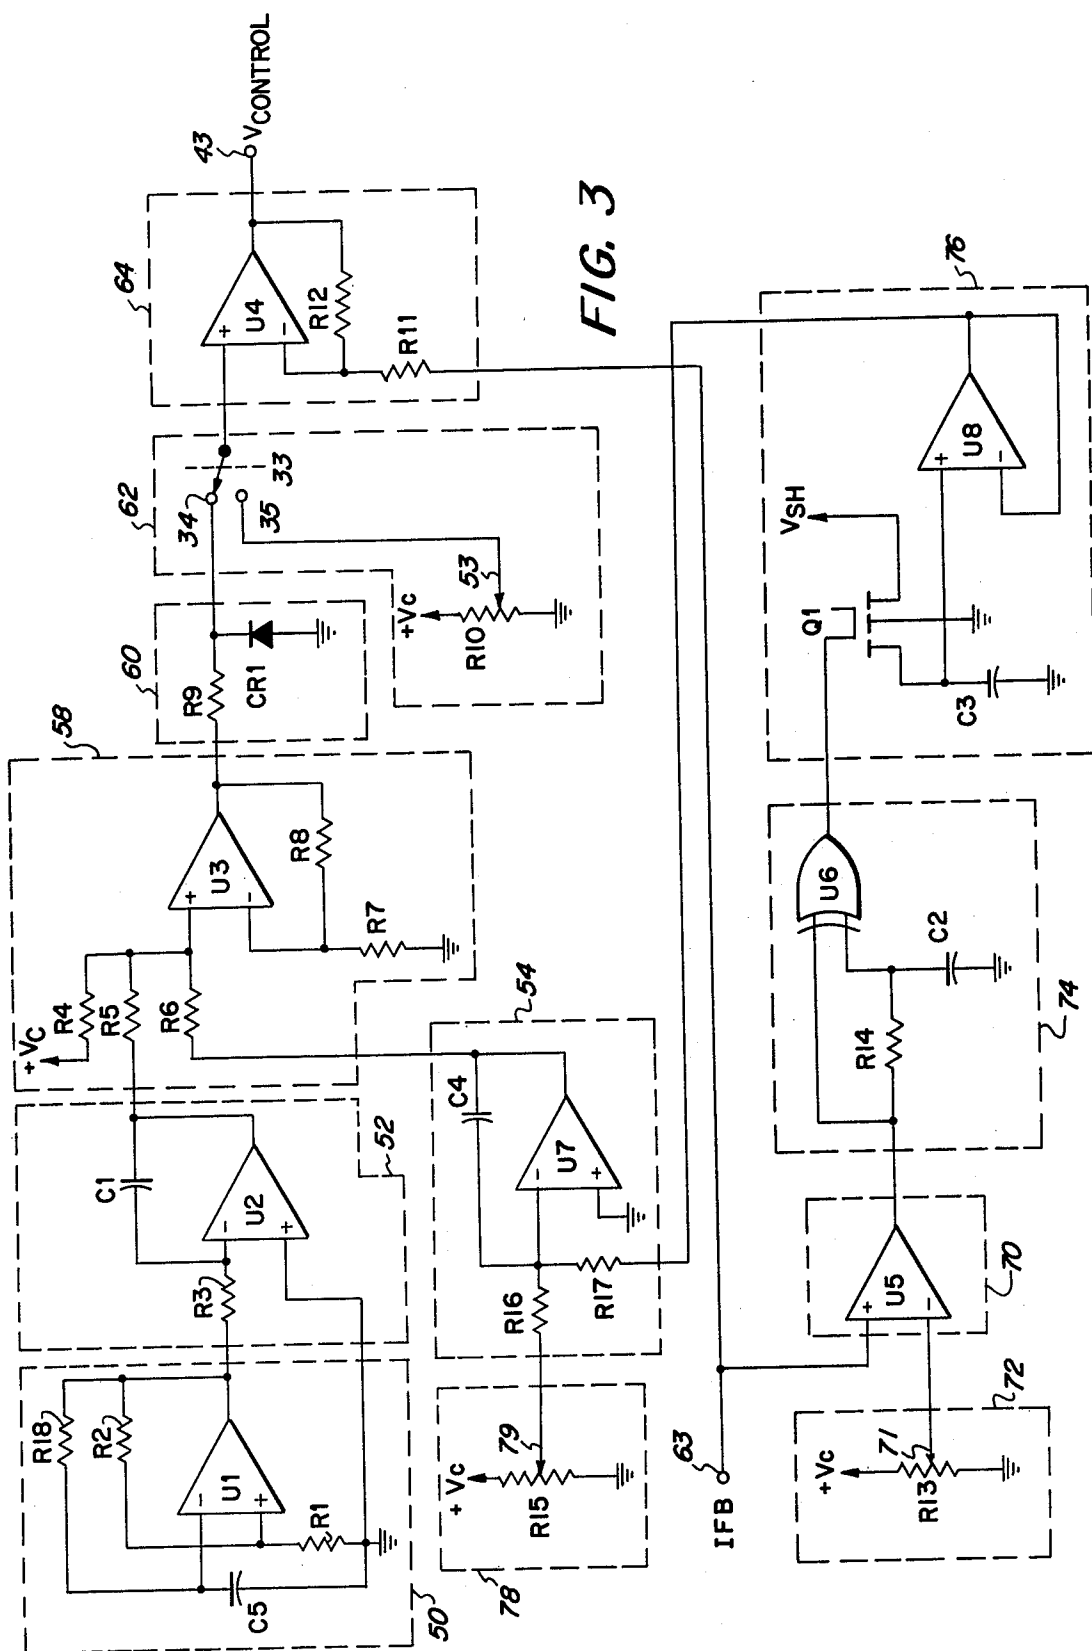 50
R18
R2
U1
-
+
R1
C5
52
C1
R3
U2
-
+
58
+Vc
R4
R5
R6
U3
+
-
R8
R7
60
R9
CR1
62
34
33
35
+Vc
R10
53
64
U4
+
-
R12
R11
43
VCONTROL
FIG. 3
78
+Vc
R15
79
54
C4
R16
U7
-
+
R17
63
IFB
72
+Vc
R13
71
70
U5
+
-
74
U6
R14
C2
76
Q1
VSH
C3
U8
+
-